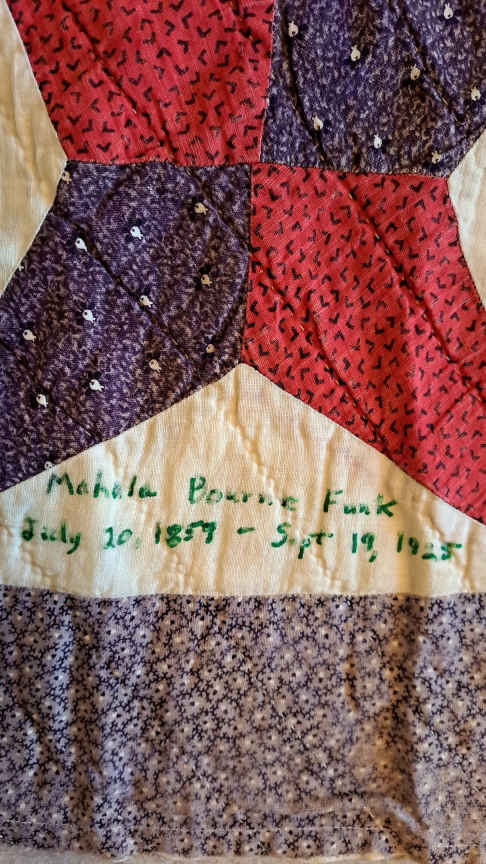 Mahala Bourne Funk
July 20, 1859 - Sept 19, 1925